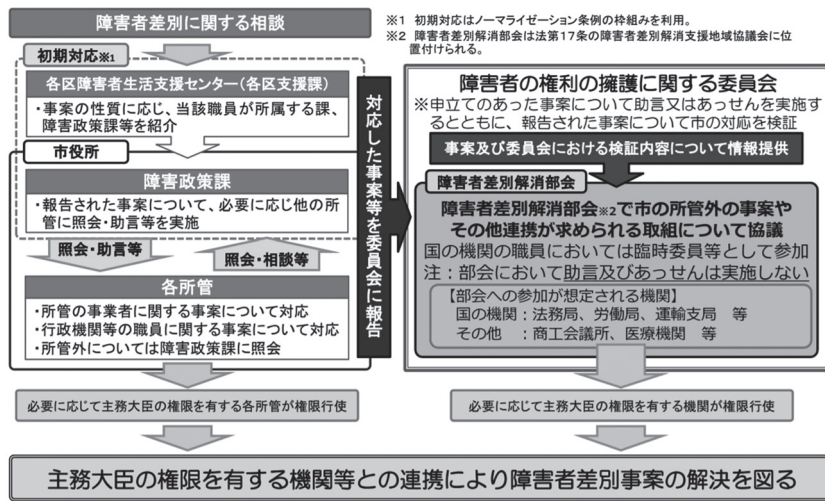 障害者差別に関する相談
※1 初期対応はノーマライゼーション条例の枠組みを利用。
※2 障害者差別解消部会は法第17条の障害者差別解消支援地域協議会に位
置付けられる。
初期対応※1
各区障害者生活支援センター(各区支援課)
・事案の性質に応じ、当該職員が所属する課、
障害政策課等を紹介
市役所
障害政策課
・報告された事案について、必要に応じ他の所
管に照会・助言等を実施
照会・助言等
照会・相談等
各所管
・所管の事業者に関する事案について対応
・行政機関等の職員に関する事案について対応
・所管外については障害政策課に照会
対応した事案等を委員会に報告
障害者の権利の擁護に関する委員会
※申立てのあった事案について助言又はあっせんを実施す
るとともに、報告された事案について市の対応を検証
事案及び委員会における検証内容について情報提供
障害者差別解消部会
障害者差別解消部会※2で市の所管外の事案や
その他連携が求められる取組について協議
国の機関の職員においては臨時委員等として参加
注:部会において助言及びあっせんは実施しない
【部会への参加が想定される機関】
国の機関:法務局、労働局、運輸支局 等
その他 :商工会議所、医療機関 等
必要に応じて主務大臣の権限を有する各所管が権限行使
必要に応じて主務大臣の権限を有する機関が権限行使
主務大臣の権限を有する機関等との連携により障害者差別事案の解決を図る